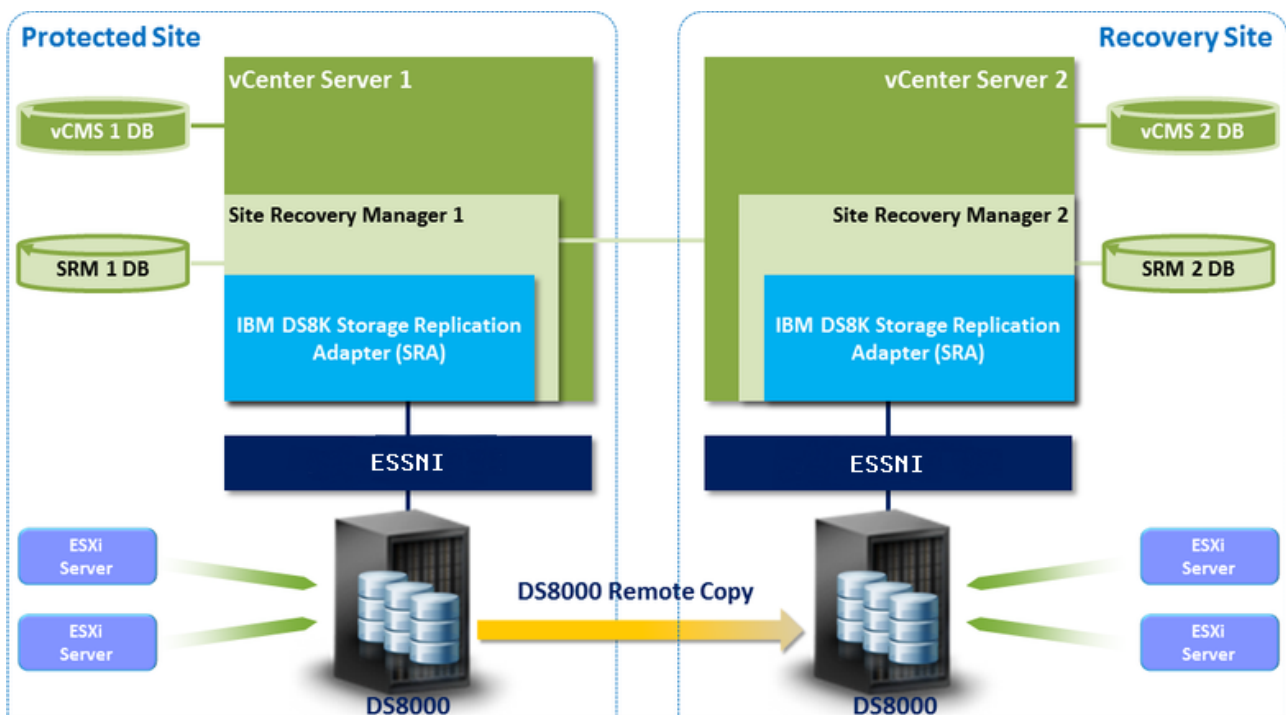 Protected Site
Recovery Site
vCenter Server 1
vCenter Server 2
vCMS 1 DB
vCMS 2 DB
Site Recovery Manager 1
Site Recovery Manager 2
SRM 1 DB
SRM 2 DB
IBM DS8K Storage Replication
Adapter (SRA)
IBM DS8K Storage Replication
Adapter (SRA)
ESSNI
ESSNI
ESXi
Server
ESXi
Server
DS8000 Remote Copy
ESXi
Server
ESXi
Server
DS8000
DS8000